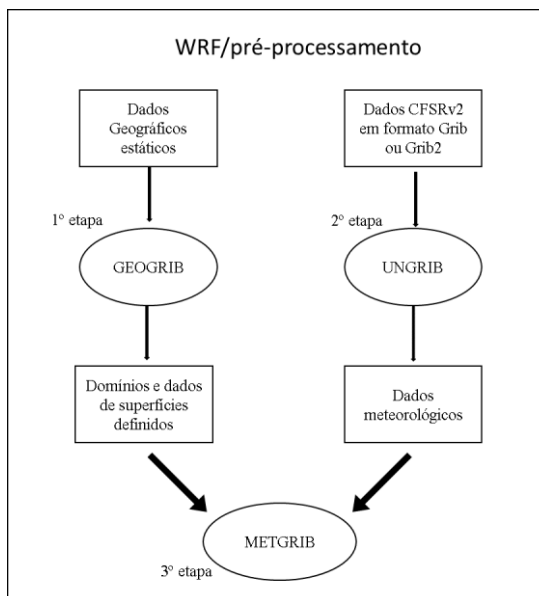 WRF/pré-processamento
Dados
Geográficos
estáticos
Dados CFSRv2
em formato Grib
ou Grib2
1º etapa
2º etapa
GEOGRIB
UNGRIB
Domínios e dados
de superfícies
definidos
Dados
meteorológicos
METGRIB
3º etapa